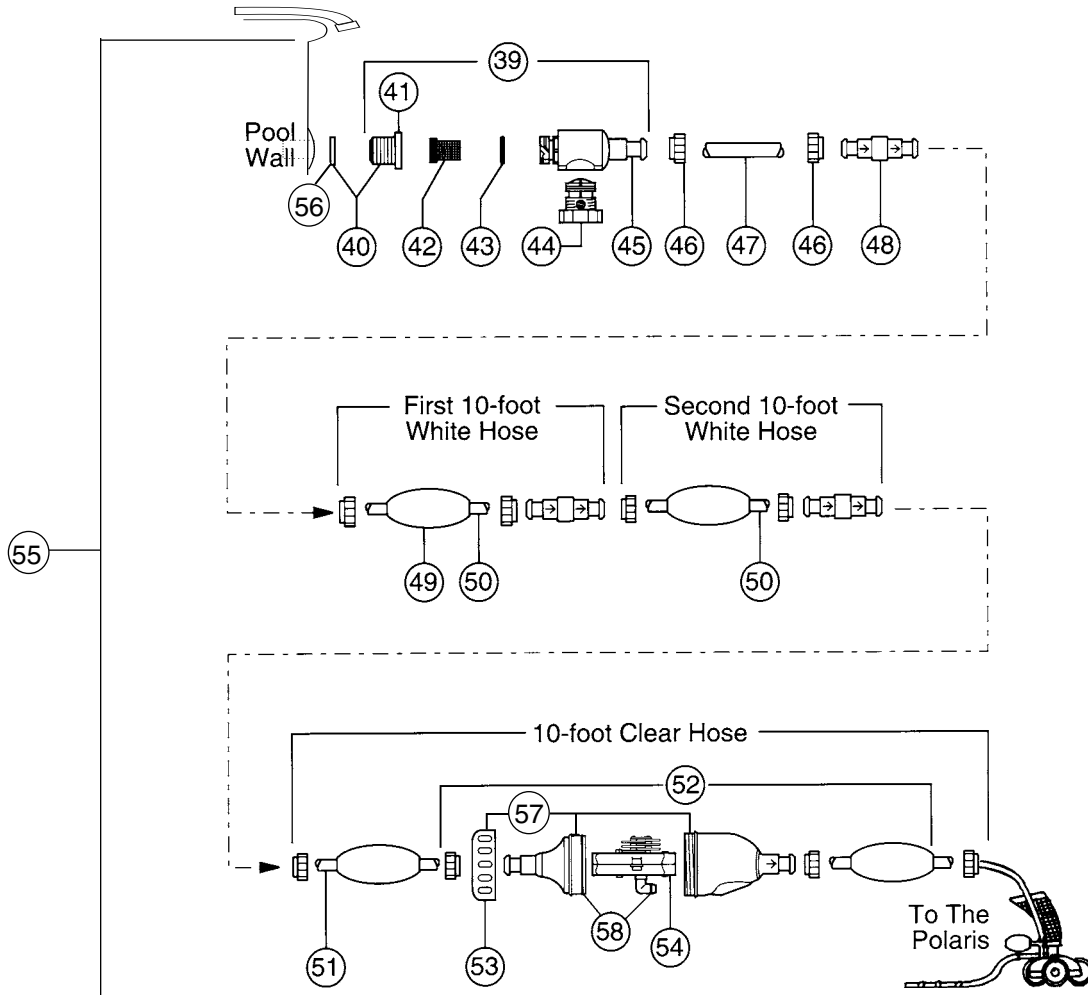 39
41
Pool
Wall
56
40
42
43
44
45
46
47
46
48
First 10-foot
White Hose
Second 10-foot
White Hose
49
50
50
55
10-foot Clear Hose
52
57
51
53
58
54
To The
Polaris